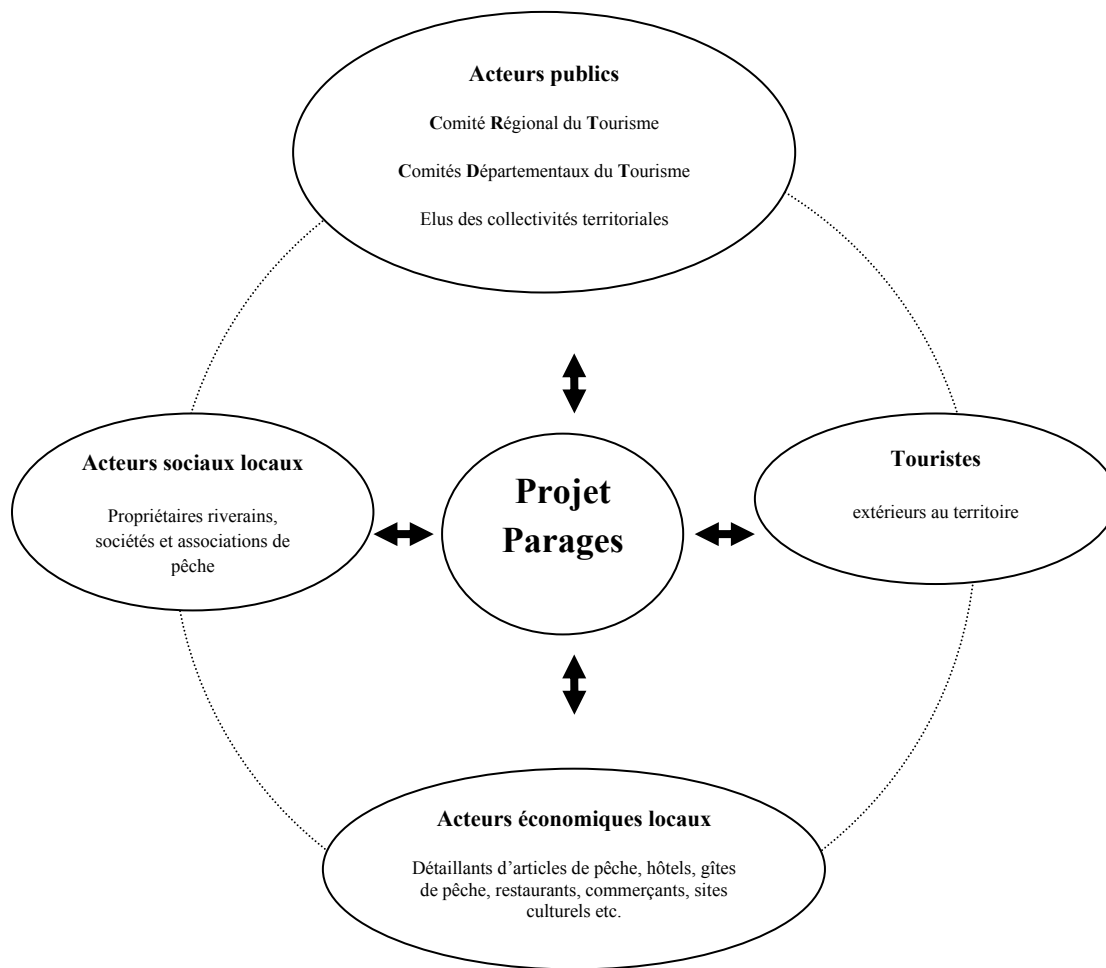 Acteurs publics
Comité Régional du Tourisme
Comités Départementaux du Tourisme
Elus des collectivités territoriales
Acteurs sociaux locaux
Propriétaires riverains,
sociétés et associations de
pêche
Projet
Parages
Touristes
extérieurs au territoire
Acteurs économiques locaux
Détaillants d’articles de pêche, hôtels, gîtes
de pêche, restaurants, commerçants, sites
culturels etc.